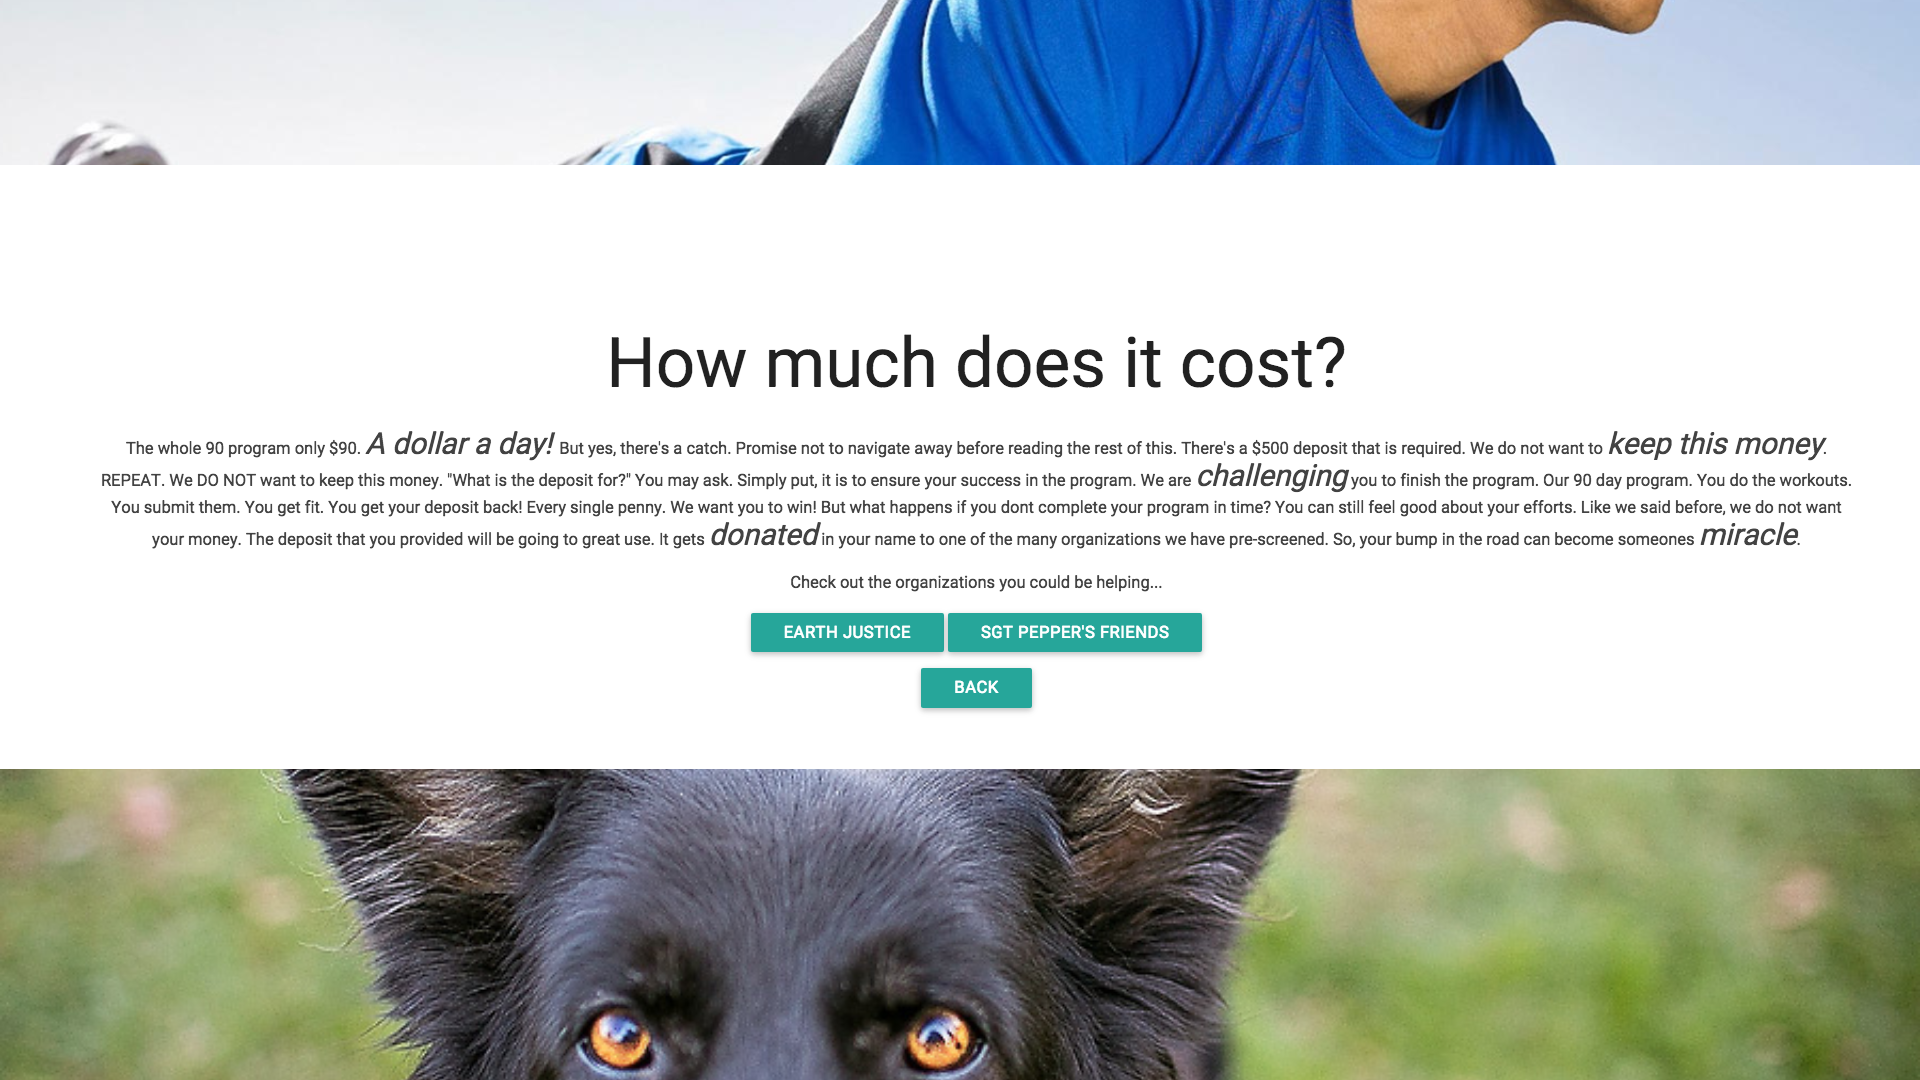 How much does it cost?
The whole 90 program only $90. A dollar a day! But yes, there's a catch. Promise not to navigate away before reading the rest of this. There's a $500 deposit that is required. We do not want to keep this money.
REPEAT. We DO NOT want to keep this money. "What is the deposit for?" You may ask. Simply put, it is to ensure your success in the program. We are challenging you to finish the program. Our 90 day program. You do the workouts.
You submit them. You get fit. You get your deposit back! Every single penny. We want you to win! But what happens if you dont complete your program in time? You can still feel good about your efforts. Like we said before, we do not want
your money. The deposit that you provided will be going to great use. It gets donated in your name to one of the many organizations we have pre-screened. So, your bump in the road can become someones miracle.
Check out the organizations you could be helping...
EARTH JUSTICE SGT PEPPER'S FRIENDS
BACK